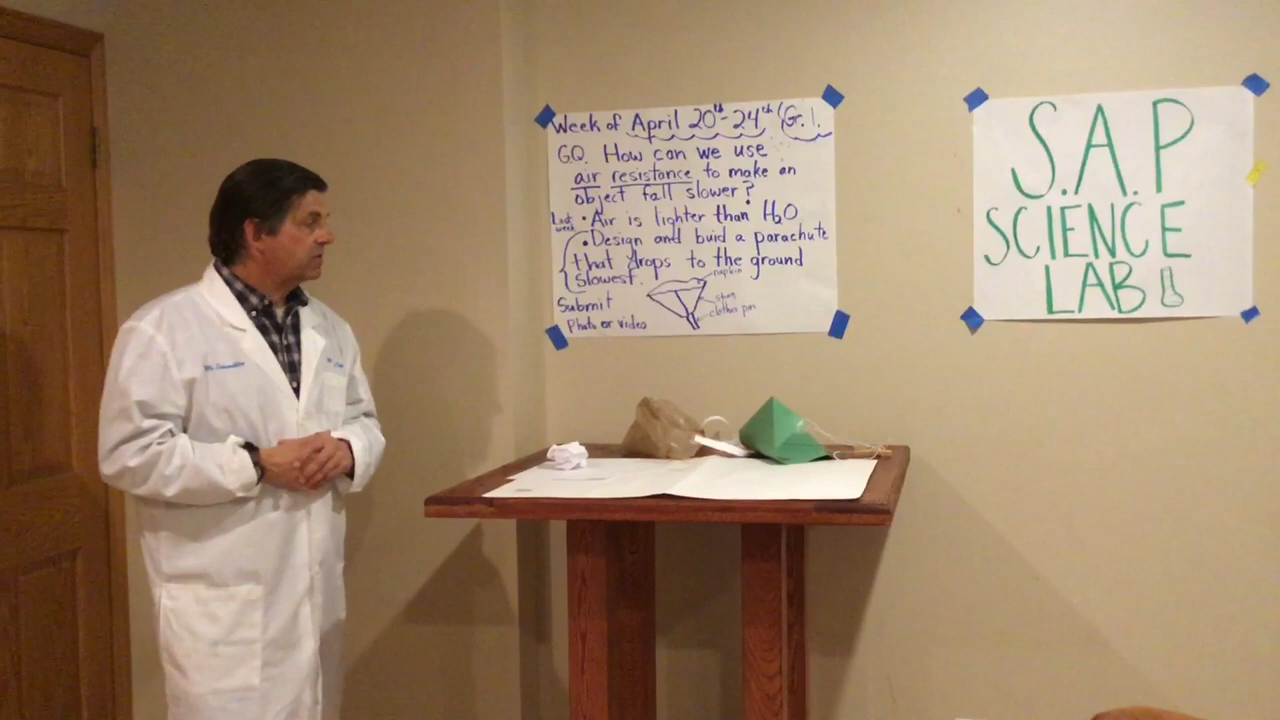 Week of April 20th-24th (Gr. 1.
G.Q. How can we use
air resistance to make an
object fall slower?
Last week • Air is lighter than H2O
• Design and buid a parachute
that drops to the ground
slowest.
napkin
string
clothes pin
Submit
Photo or video
S.A.P
SCIENCE
LAB